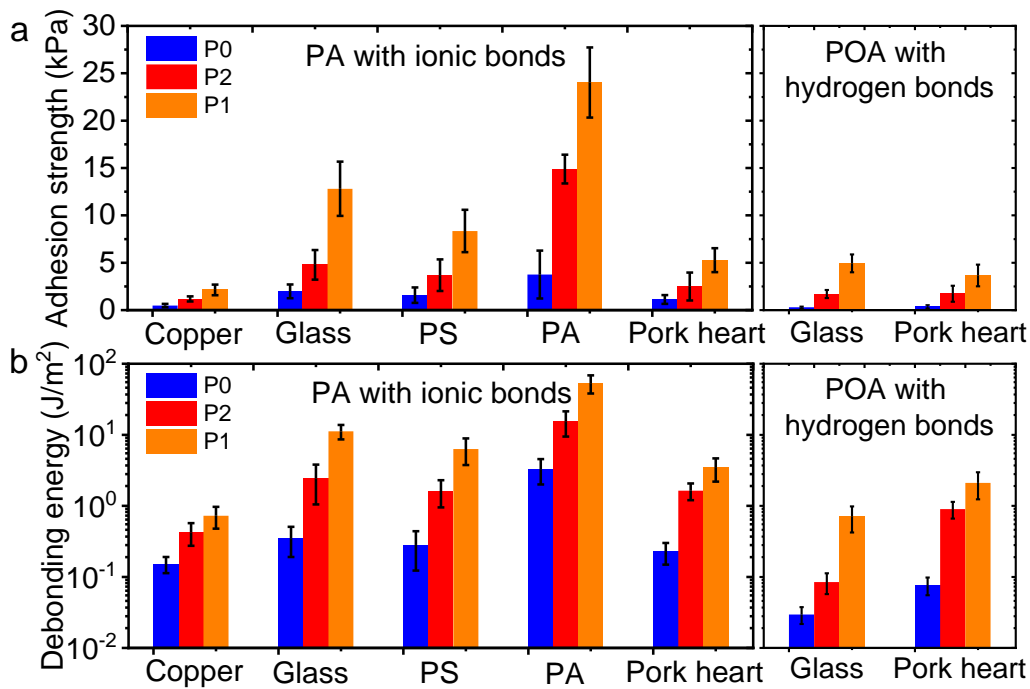 a
Adhesion strength (kPa)
30
25
20
15
10
5
0
P0
P2
P1
PA with ionic bonds
POA with
hydrogen bonds
Copper Glass PS PA Pork heart
Glass Pork heart
b
Debonding energy (J/m²)
10²
10¹
10⁰
10⁻¹
10⁻²
P0
P2
P1
PA with ionic bonds
POA with
hydrogen bonds
Copper Glass PS PA Pork heart
Glass Pork heart